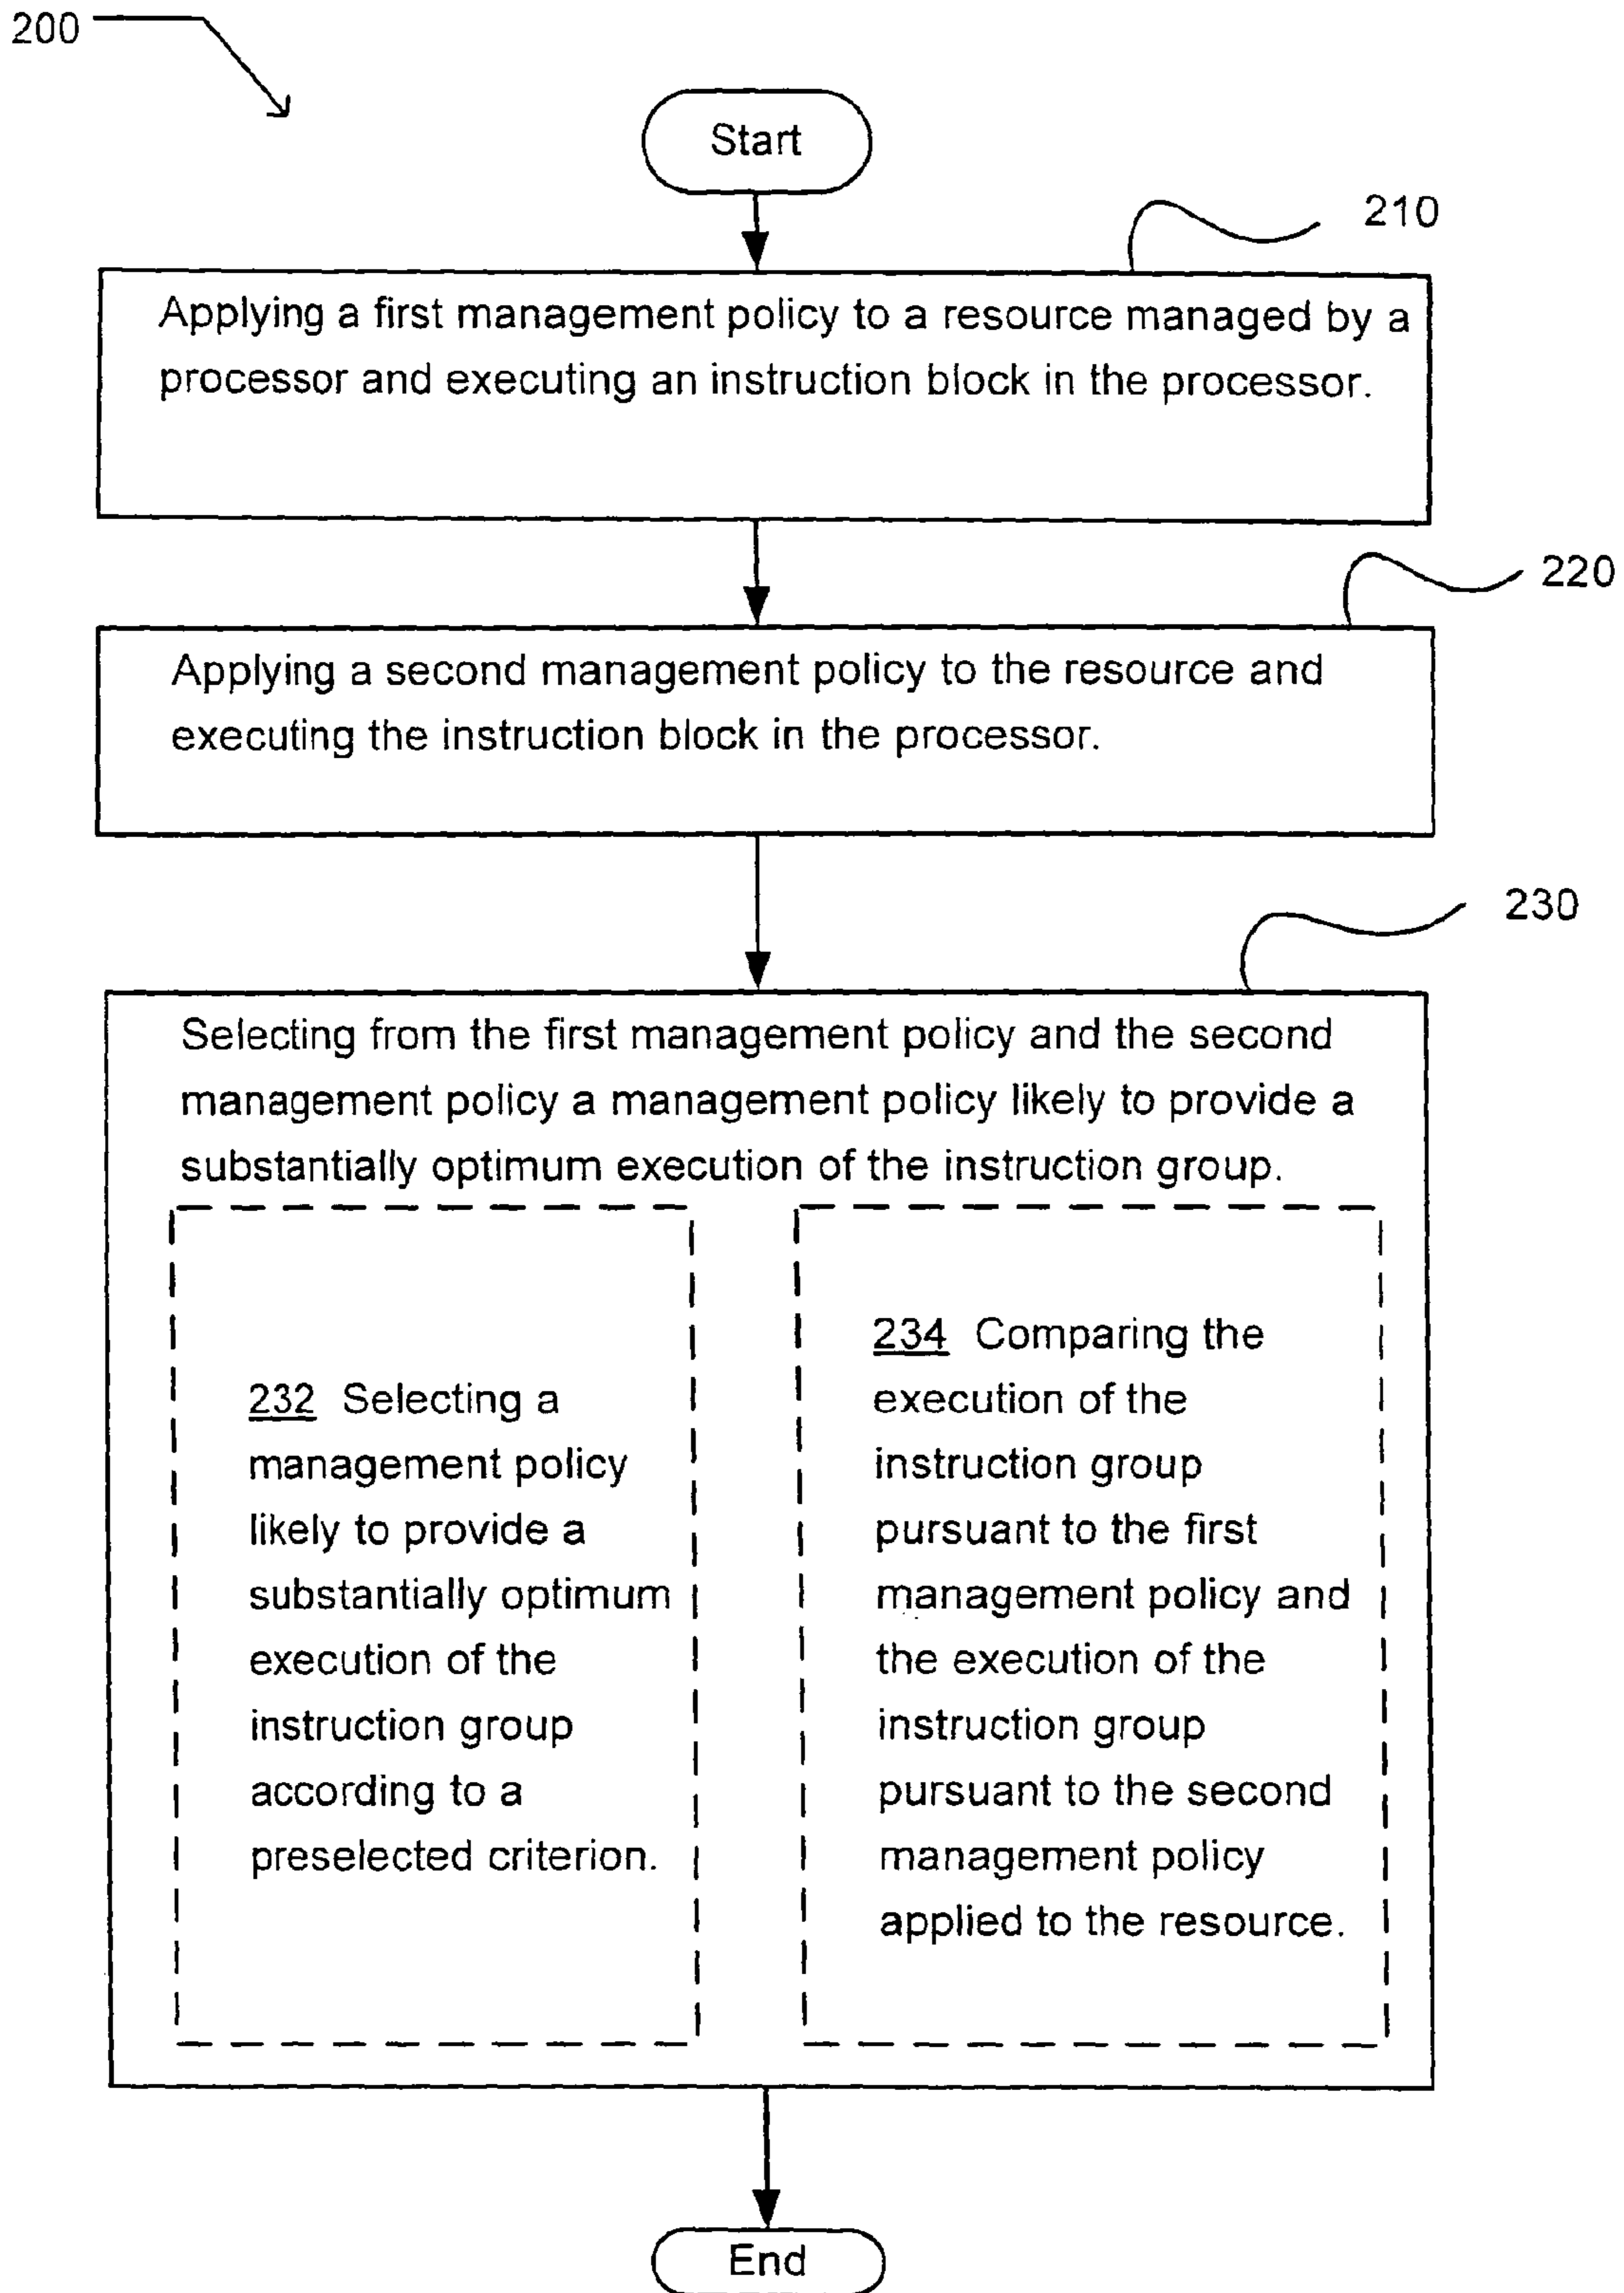 200
Start
210
Applying a first management policy to a resource managed by a
processor and executing an instruction block in the processor.
220
Applying a second management policy to the resource and
executing the instruction block in the processor.
230
Selecting from the first management policy and the second
management policy a management policy likely to provide a
substantially optimum execution of the instruction group.
232 Selecting a
management policy
likely to provide a
substantially optimum
execution of the
instruction group
according to a
preselected criterion.
234 Comparing the
execution of the
instruction group
pursuant to the first
management policy and
the execution of the
instruction group
pursuant to the second
management policy
applied to the resource.
End